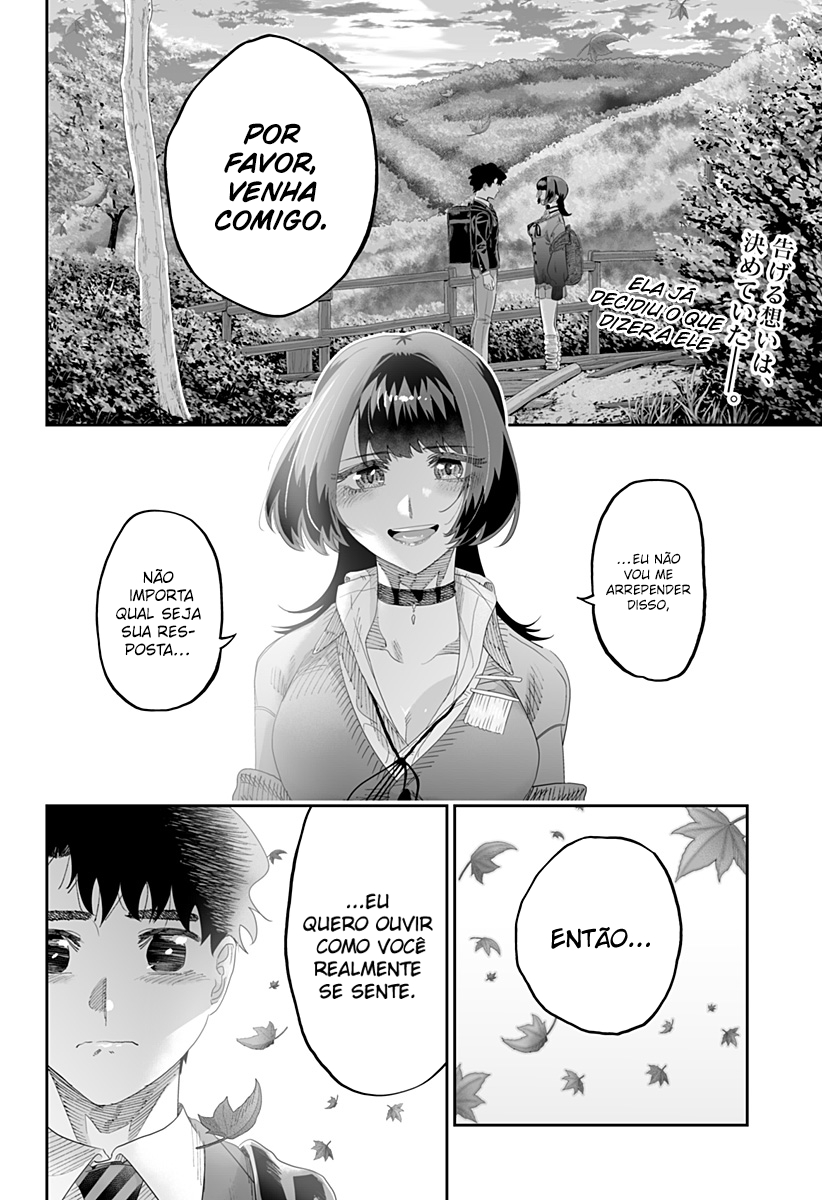 POR
FAVOR,
VENHA
COMIGO.
告げる想いは、
決めていた――。
ELA JÁ
DECIDIU O QUE
DIZER A ELE
...EU NÃO
VOU ME
ARREPENDER
DISSO,
NÃO
IMPORTA
QUAL SEJA
SUA RES-
POSTA...
ENTÃO...
...EU
QUERO OUVIR
COMO VOCÊ
REALMENTE
SE SENTE.